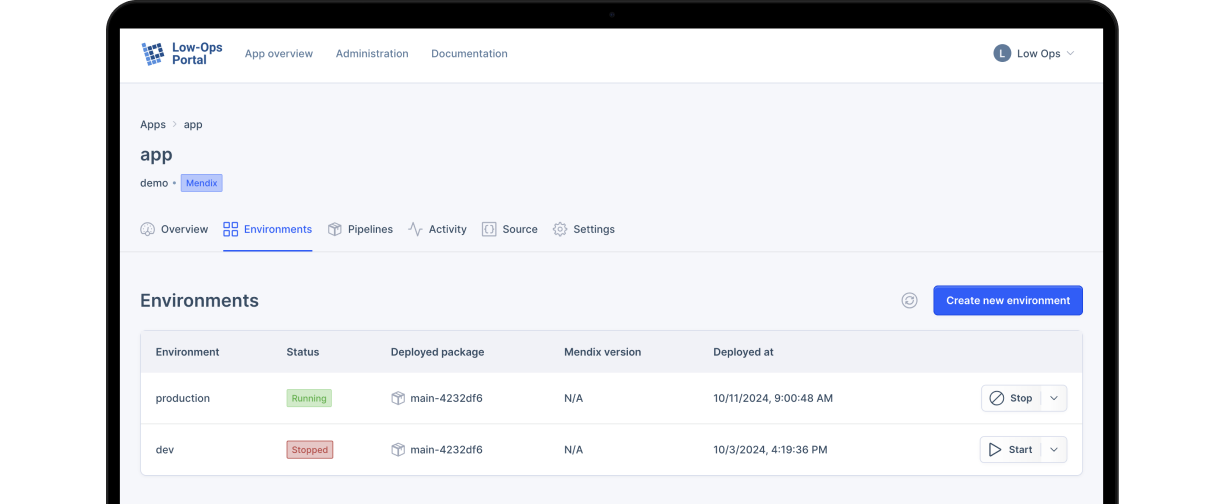 Low-Ops
Portal
App overview Administration Documentation
L Low Ops
Apps app
app
demo • Mendix
Overview Environments Pipelines Activity Source Settings
Environments
Create new environment
Environment Status Deployed package Mendix version Deployed at
production Running main-4232df6 N/A 10/11/2024, 9:00:48 AM Stop
dev Stopped main-4232df6 N/A 10/3/2024, 4:19:36 PM Start